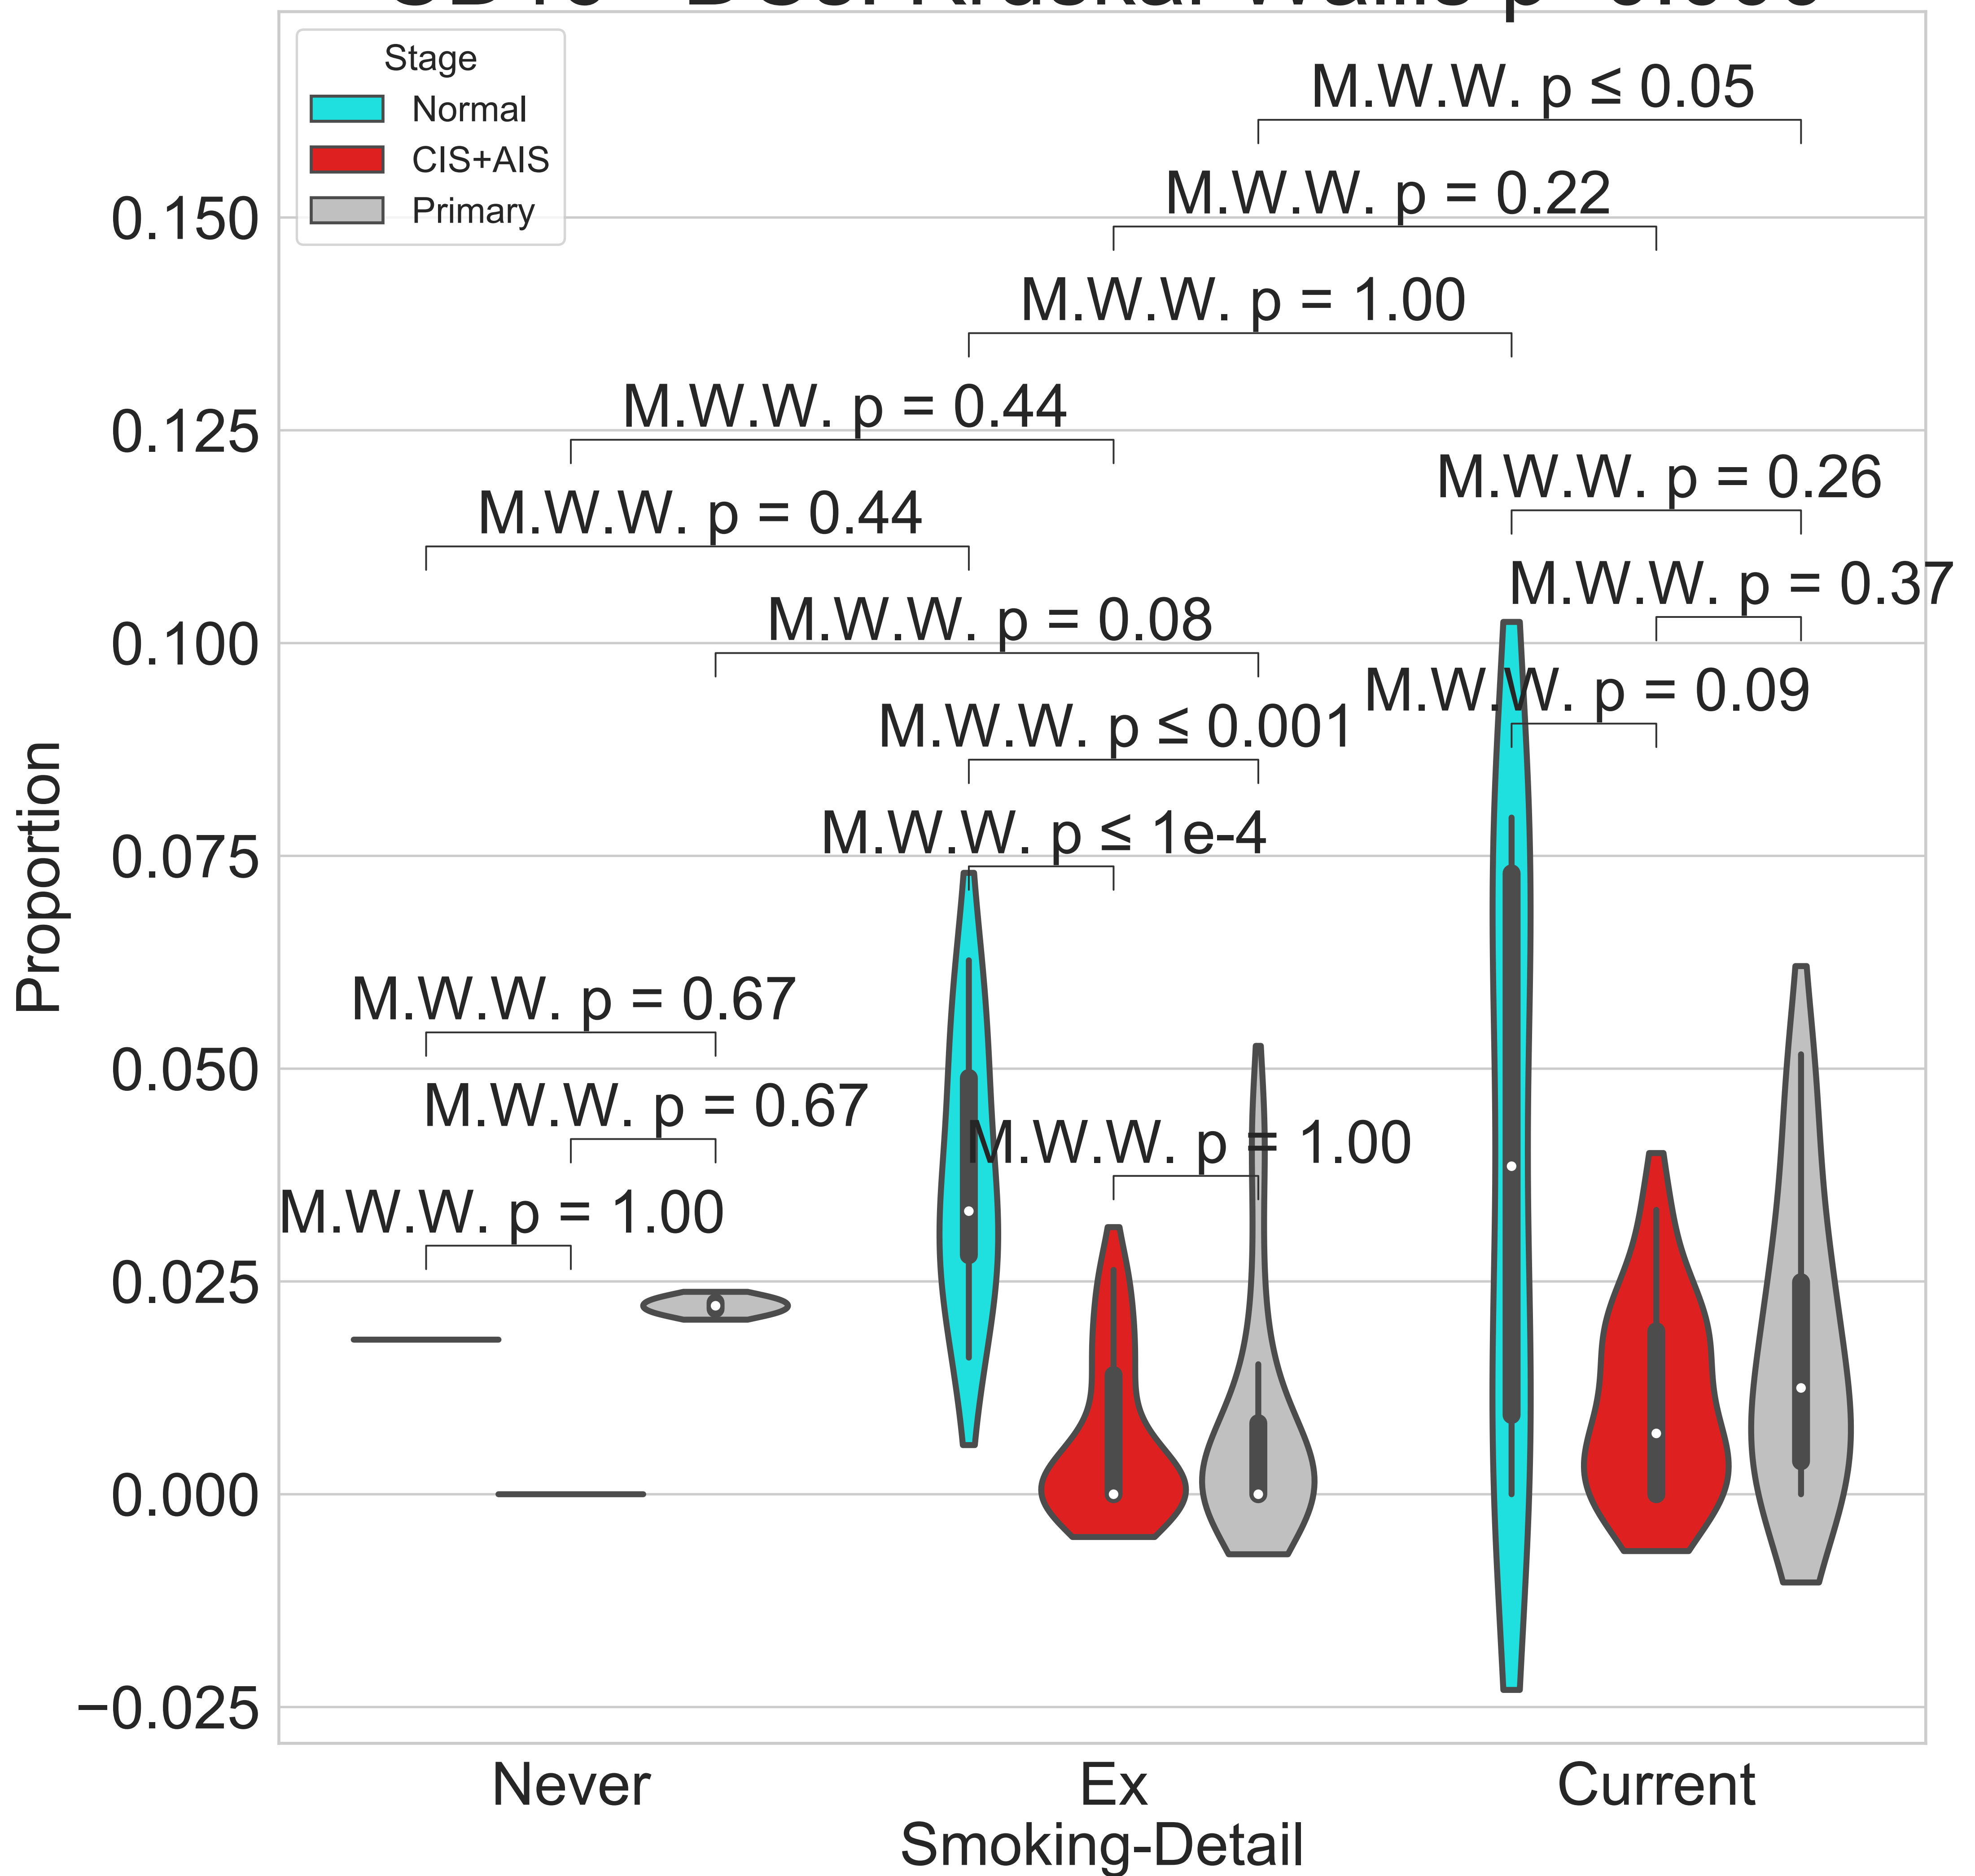 Stage
Normal
CIS+AIS
Primary
M.W.W. p ≤ 0.05
M.W.W. p = 0.22
M.W.W. p = 1.00
M.W.W. p = 0.44
M.W.W. p = 0.26
M.W.W. p = 0.44
M.W.W. p = 0.37
M.W.W. p = 0.08
M.W.W. p = 0.09
M.W.W. p ≤ 0.001
M.W.W. p ≤ 1e-4
M.W.W. p = 0.67
M.W.W. p = 0.67
M.W.W. p = 1.00
M.W.W. p = 1.00
Proportion
0.150
0.125
0.100
0.075
0.050
0.025
0.000
−0.025
Never
Ex
Current
Smoking-Detail